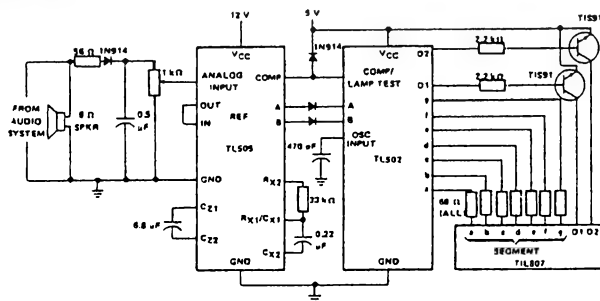 12 V
5 V
TIS91
56 Ω
1N914
1N914
2.2 kΩ
VCC
VCC
D2
1 kΩ
ANALOG
INPUT
COMP
COMP/
LAMP TEST
2.2 kΩ
TIS91
D1
FROM
AUDIO
SYSTEM
8 Ω
SPKR
0.5
µF
OUT
IN
REF
A
B
A
B
g
f
e
d
c
b
a
OSC
INPUT
TL505
TL502
470 pF
GND
RX2
33 kΩ
68 Ω
(ALL)
CZ1
6.8 µF
CZ2
RX1/CX1
0.22
µF
CX2
a b c d e f g D1 D2
SEGMENT
TIL807
GND
GND